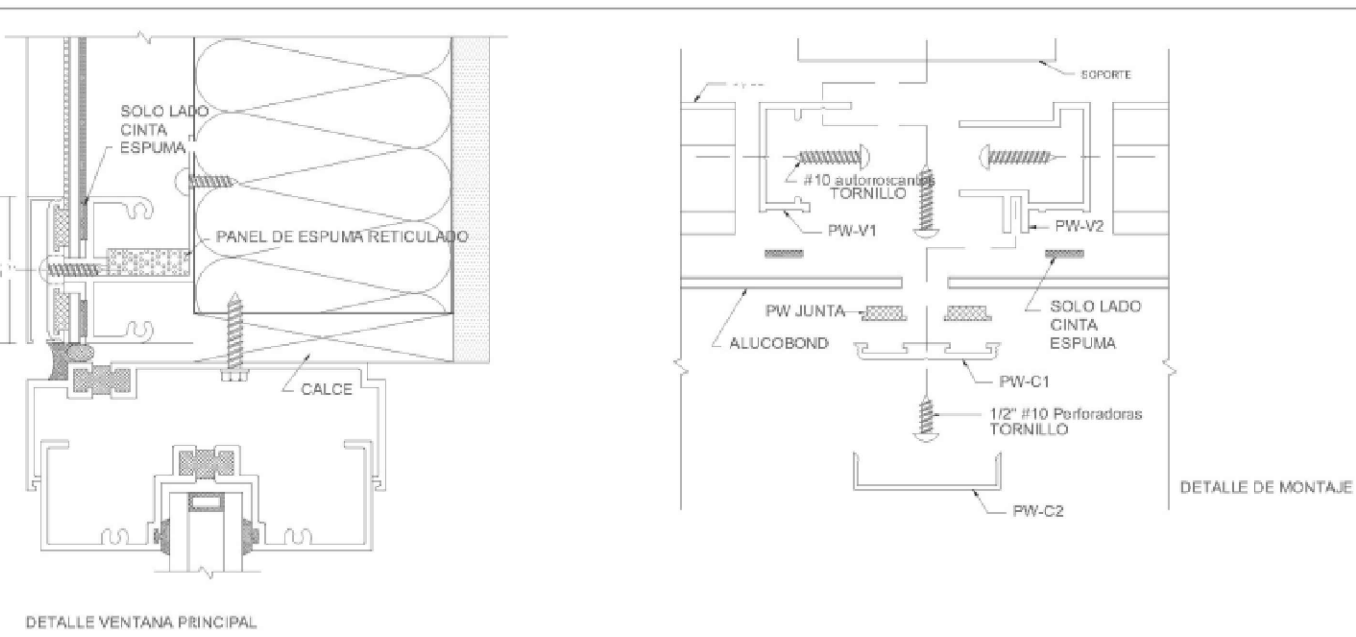 SOLO LADO
CINTA
ESPUMA
PANEL DE ESPUMA RETICULADO
CALCE
DETALLE VENTANA PRINCIPAL
SOPORTE
#10 autorroscantes
TORNILLO
PW-V1
PW-V2
PW JUNTA
ALUCOBOND
SOLO LADO
CINTA
ESPUMA
PW-C1
1/2" #10 Perforadoras
TORNILLO
PW-C2
DETALLE DE MONTAJE